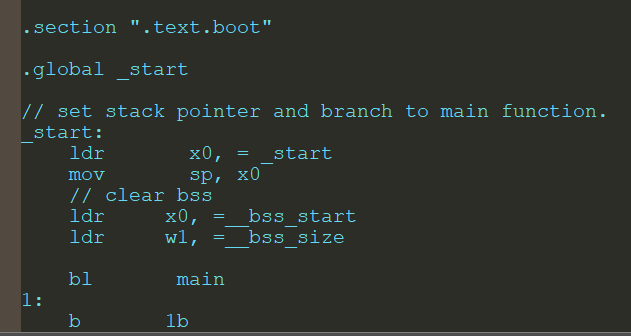 .section ".text.boot"
.global _start
// set stack pointer and branch to main function.
_start:
ldr x0, = _start
mov sp, x0
// clear bss
ldr x0, =__bss_start
ldr w1, =__bss_size
bl main
1:
b 1b